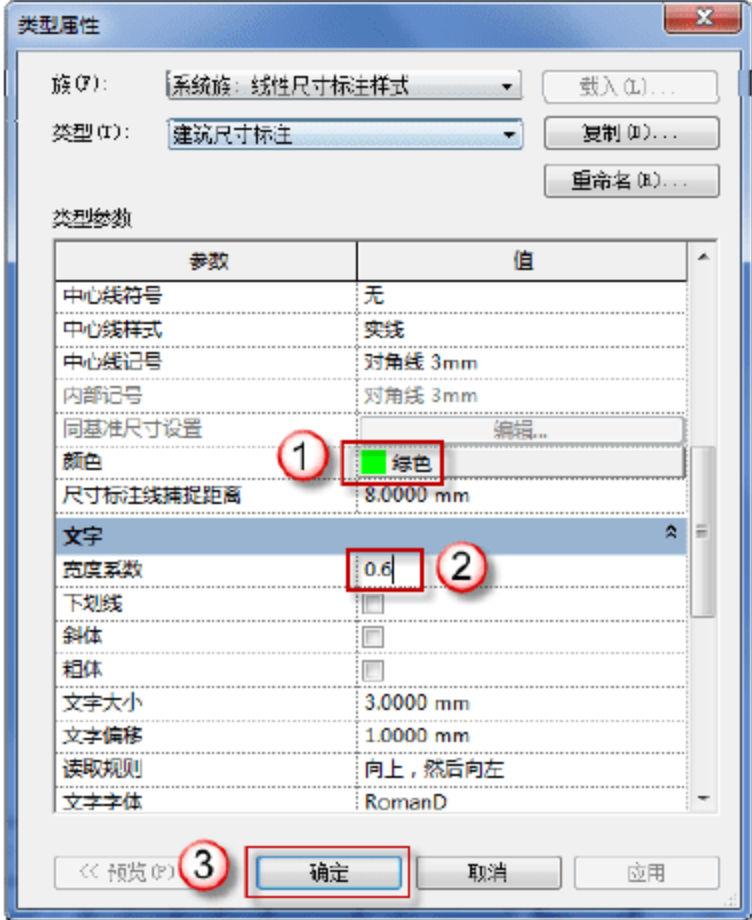 类型属性
族(F): 系统族: 线性尺寸标注样式 载入(L)...
类型(T): 建筑尺寸标注 复制(D)...
重命名(R)...
类型参数
参数 值
中心线符号 无
中心线样式 实线
中心线记号 对角线 3mm
内部记号 对角线 3mm
同基准尺寸设置 编辑...
颜色 1 绿色
尺寸标注线捕捉距离 8.0000 mm
文字
宽度系数 0.6 2
下划线
斜体
粗体
文字大小 3.0000 mm
文字偏移 1.0000 mm
读取规则 向上，然后向左
文字字体 RomanD
<< 预览(P) 3 确定 取消 应用